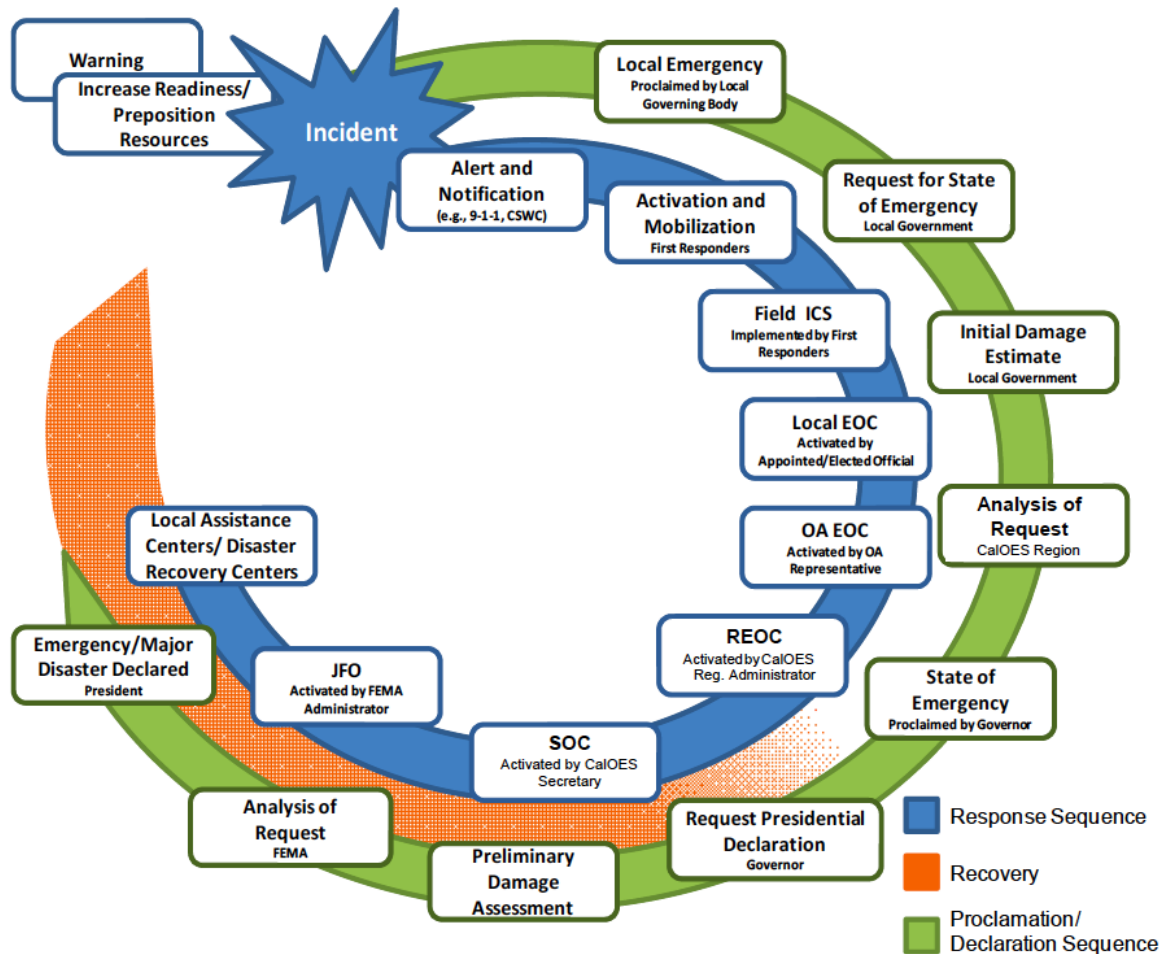 Warning
Increase Readiness/
Preposition
Resources
Incident
Alert and
Notification
(e.g., 9-1-1, CSWC)
Activation and
Mobilization
First Responders
Field ICS
Implemented by First
Responders
Local EOC
Activated by
Appointed/Elected Official
OA EOC
Activated by OA
Representative
REOC
Activated by CalOES
Reg. Administrator
SOC
Activated by CalOES
Secretary
JFO
Activated by FEMA
Administrator
Local Assistance
Centers/ Disaster
Recovery Centers
Local Emergency
Proclaimed by Local
Governing Body
Request for State
of Emergency
Local Government
Initial Damage
Estimate
Local Government
Analysis of
Request
CalOES Region
State of
Emergency
Proclaimed by Governor
Request Presidential
Declaration
Governor
Preliminary
Damage
Assessment
Analysis of
Request
FEMA
Emergency/Major
Disaster Declared
President
Response Sequence
Recovery
Proclamation/
Declaration Sequence